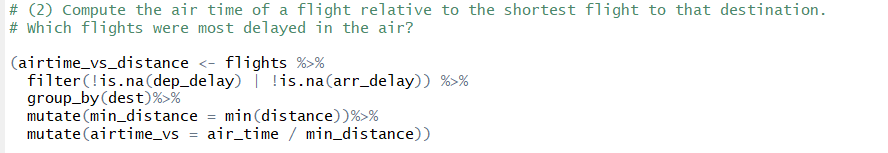 # (2) Compute the air time of a flight relative to the shortest flight to that destination.
# Which flights were most delayed in the air?
(airtime_vs_distance <- flights %>%
filter(!is.na(dep_delay) | !is.na(arr_delay)) %>%
group_by(dest)%>%
mutate(min_distance = min(distance))%>%
mutate(airtime_vs = air_time / min_distance))